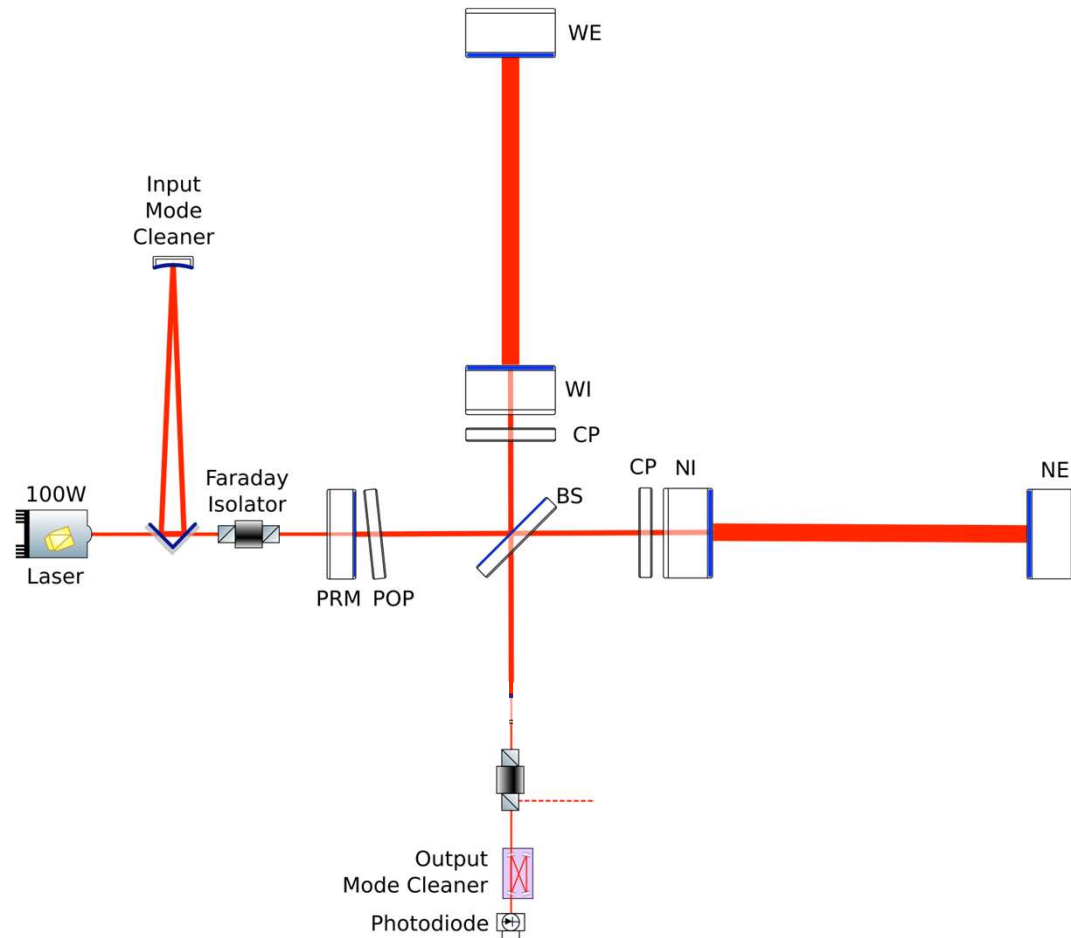 WE
Input
Mode
Cleaner
WI
CP
100W
Laser
Faraday
Isolator
PRM
POP
BS
CP
NI
NE
Output
Mode Cleaner
Photodiode